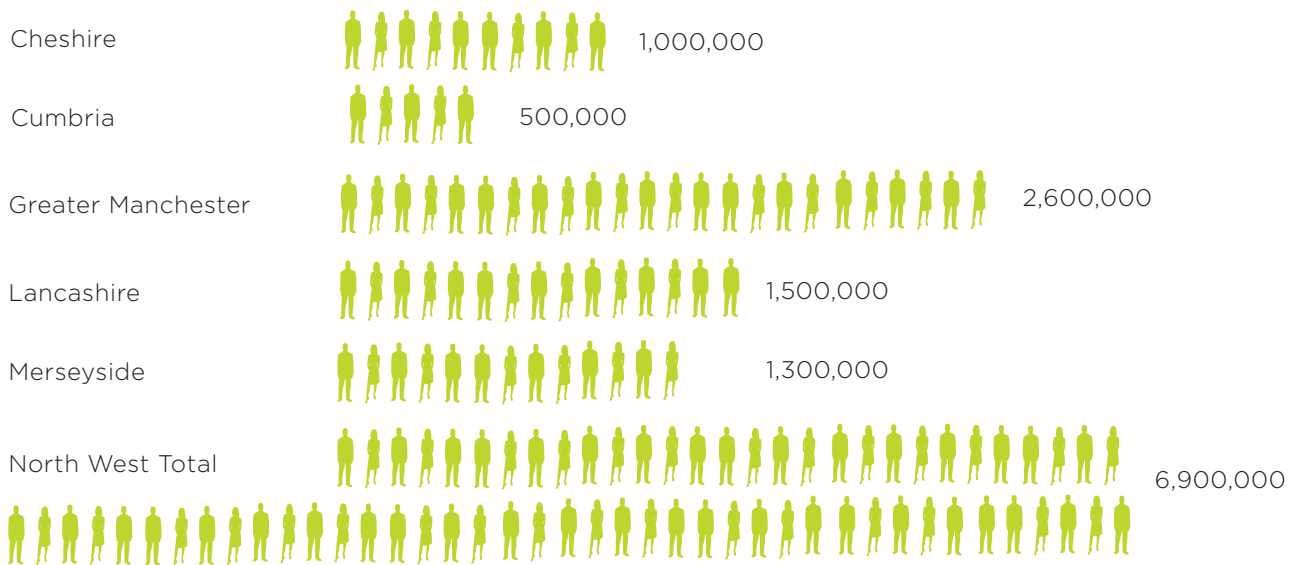 Cheshire 1,000,000
Cumbria 500,000
Greater Manchester 2,600,000
Lancashire 1,500,000
Merseyside 1,300,000
North West Total 6,900,000